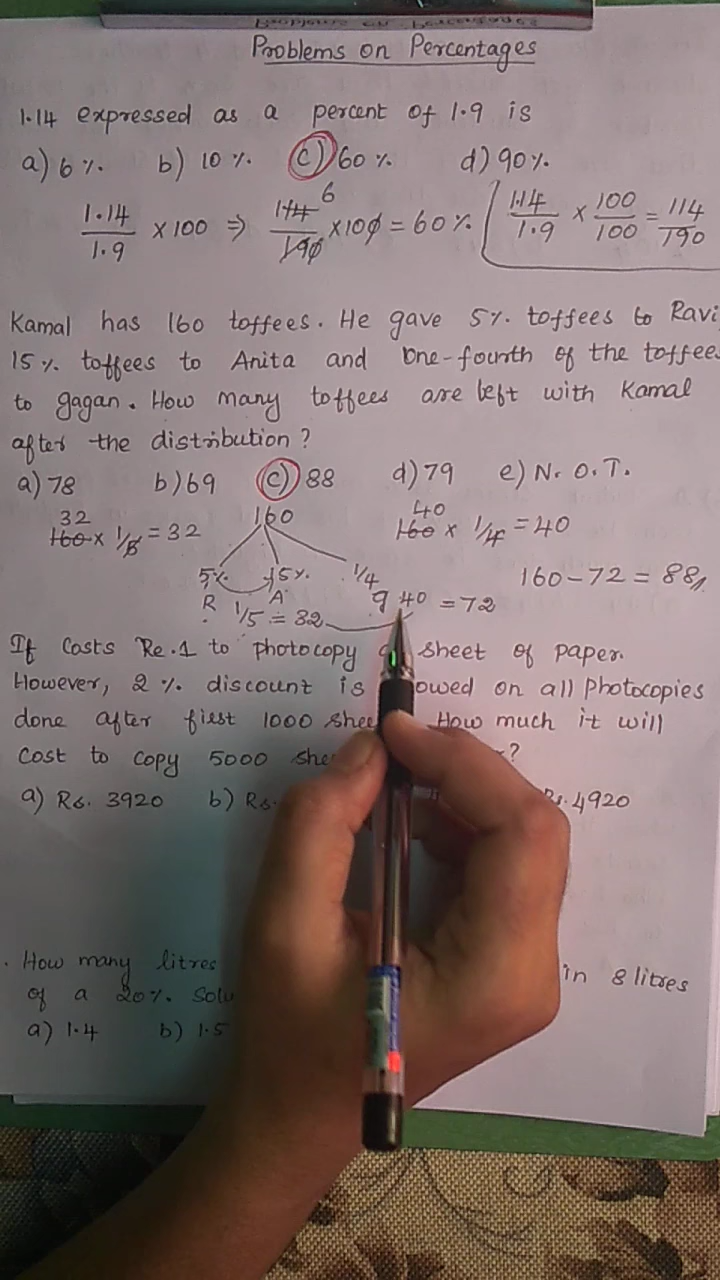 Problems on Percentages
1.14 expressed as a percent of 1.9 is
a) 6 %. b) 10 %. (c) 60 %. d) 90%.
1.14/1.9 × 100 ⇒ 114/190 6 × 100 = 60 %. 1.14/1.9 × 100/100 = 114/190
Kamal has 160 toffees. He gave 5%. toffees to Ravi
15 % toffees to Anita and One-fourth of the toffee
to gagan. How many toffees are left with Kamal
after the distribution?
a) 78 b) 69 (c) 88 d) 79 e) N. O. T.
32 160 40
160 × 1/5 = 32 160 × 1/4 = 40
5% 15%. 1/4 160 - 72 = 88
R A g 40 = 72
1/5 = 32
If Costs Re.1 to photocopy a sheet of paper.
However, 2 % discount is owed on all Photocopies
done after first 1000 shee How much it will
Cost to copy 5000 she ?
a) Rs. 3920 b) Rs. Rs. 4920
. How many litres in 8 litres
of a 20%. Solu
a) 1.4 b) 1.5